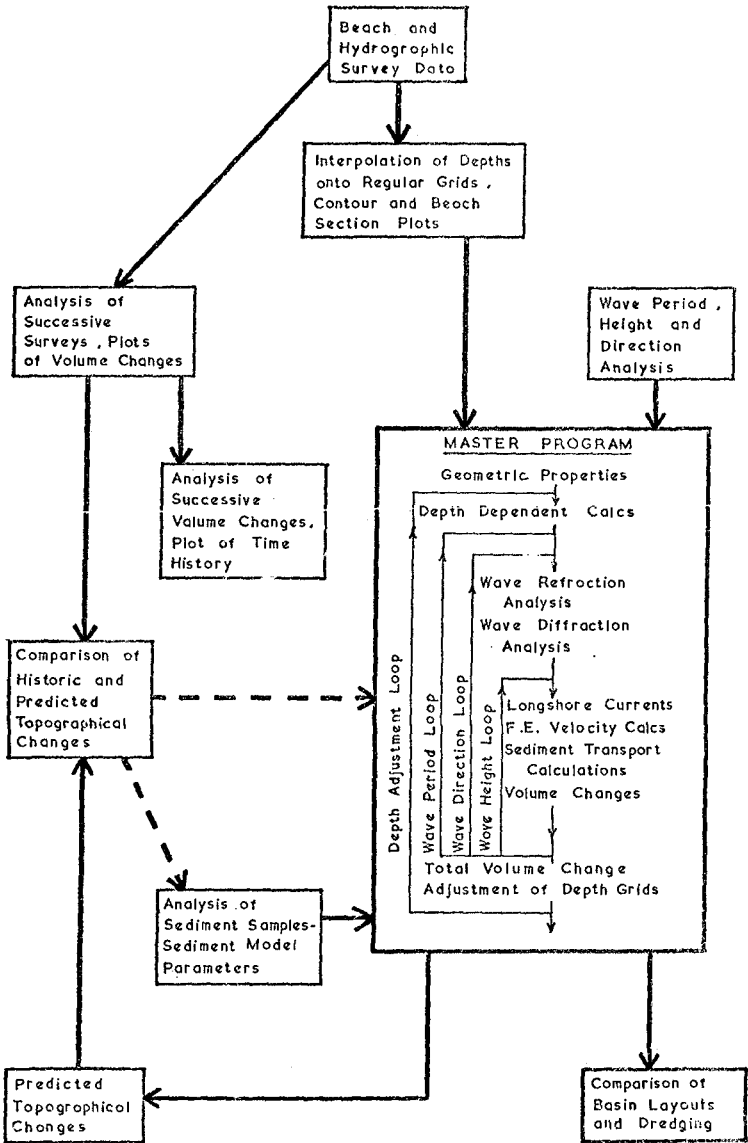 Beach and
Hydrographic
Survey Data
Interpolation of Depths
onto Regular Grids,
Contour and Beach
Section Plots
Analysis of
Successive
Surveys, Plots
of Volume Changes
Wave Period,
Height and
Direction
Analysis
Analysis of
Successive
Volume Changes,
Plot of Time
History
MASTER PROGRAM
Geometric Properties
Depth Dependent Calcs
Wave Refraction
Analysis
Wave Diffraction
Analysis
Longshore Currents
F.E. Velocity Calcs
Sediment Transport
Calculations
Volume Changes
Depth Adjustment Loop
Wave Period Loop
Wave Direction Loop
Wave Height Loop
Total Volume Change
Adjustment of Depth Grids
Comparison of
Historic and
Predicted
Topographical
Changes
Analysis of
Sediment Samples-
Sediment Model
Parameters
Predicted
Topographical
Changes
Comparison of
Basin Layouts
and Dredging